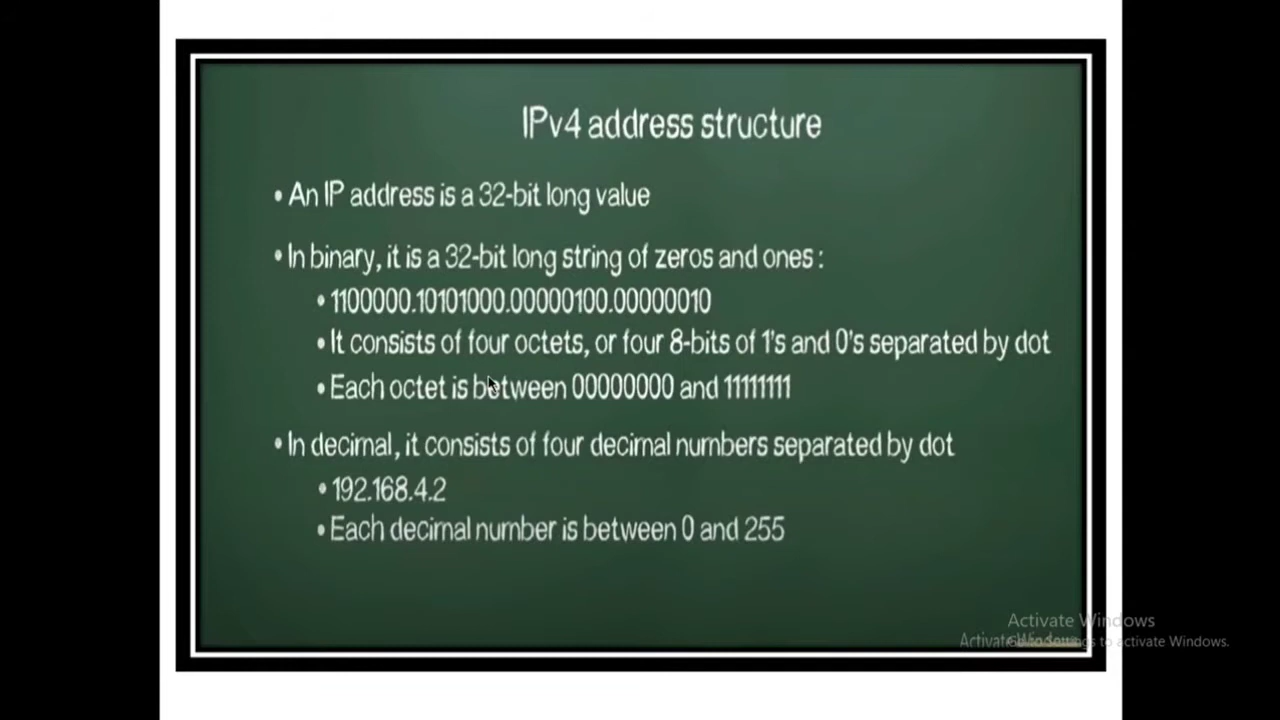 IPv4 address structure
• An IP address is a 32-bit long value
• In binary, it is a 32-bit long string of zeros and ones :
• 1100000.10101000.00000100.00000010
• It consists of four octets, or four 8-bits of 1's and 0's separated by dot
• Each octet is between 00000000 and 11111111
• In decimal, it consists of four decimal numbers separated by dot
• 192.168.4.2
• Each decimal number is between 0 and 255
Activate Windows
to activate Windows.